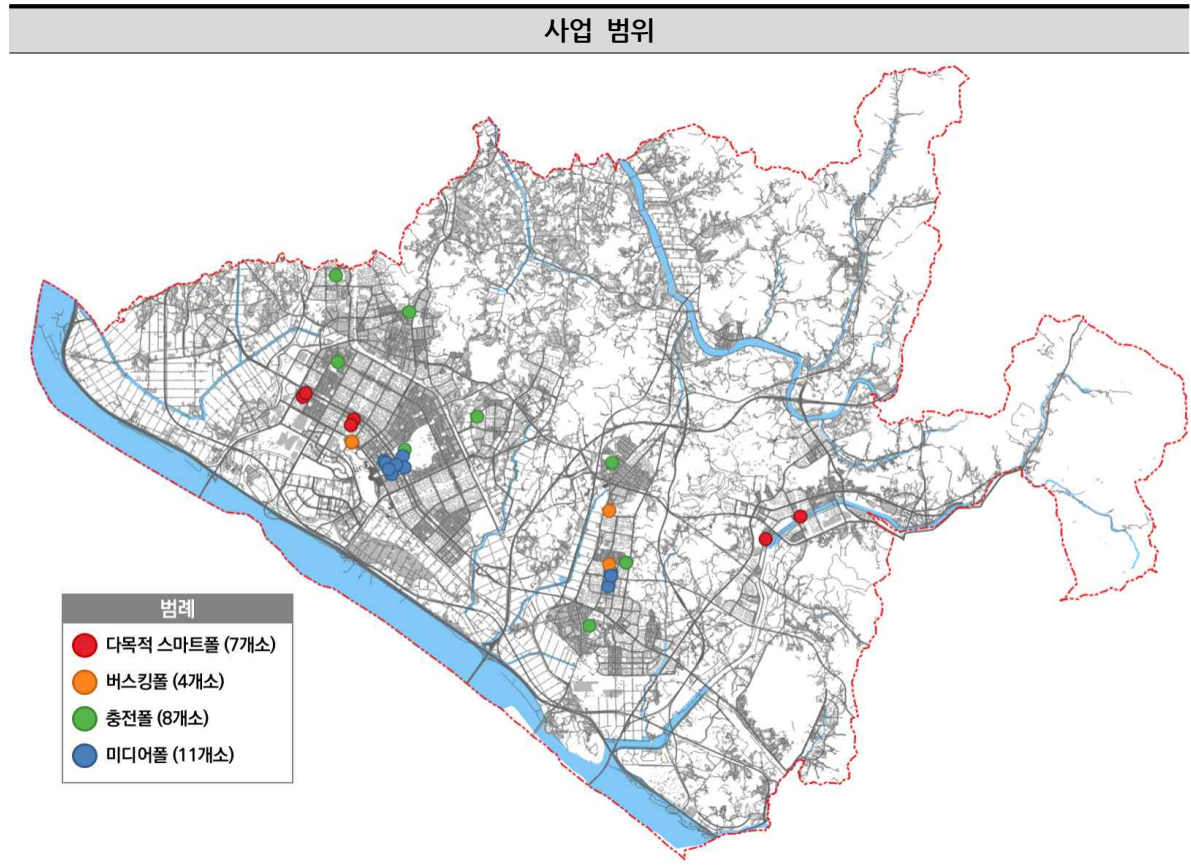 사업 범위
범례
다목적 스마트폴 (7개소)
버스킹폴 (4개소)
충전폴 (8개소)
미디어폴 (11개소)